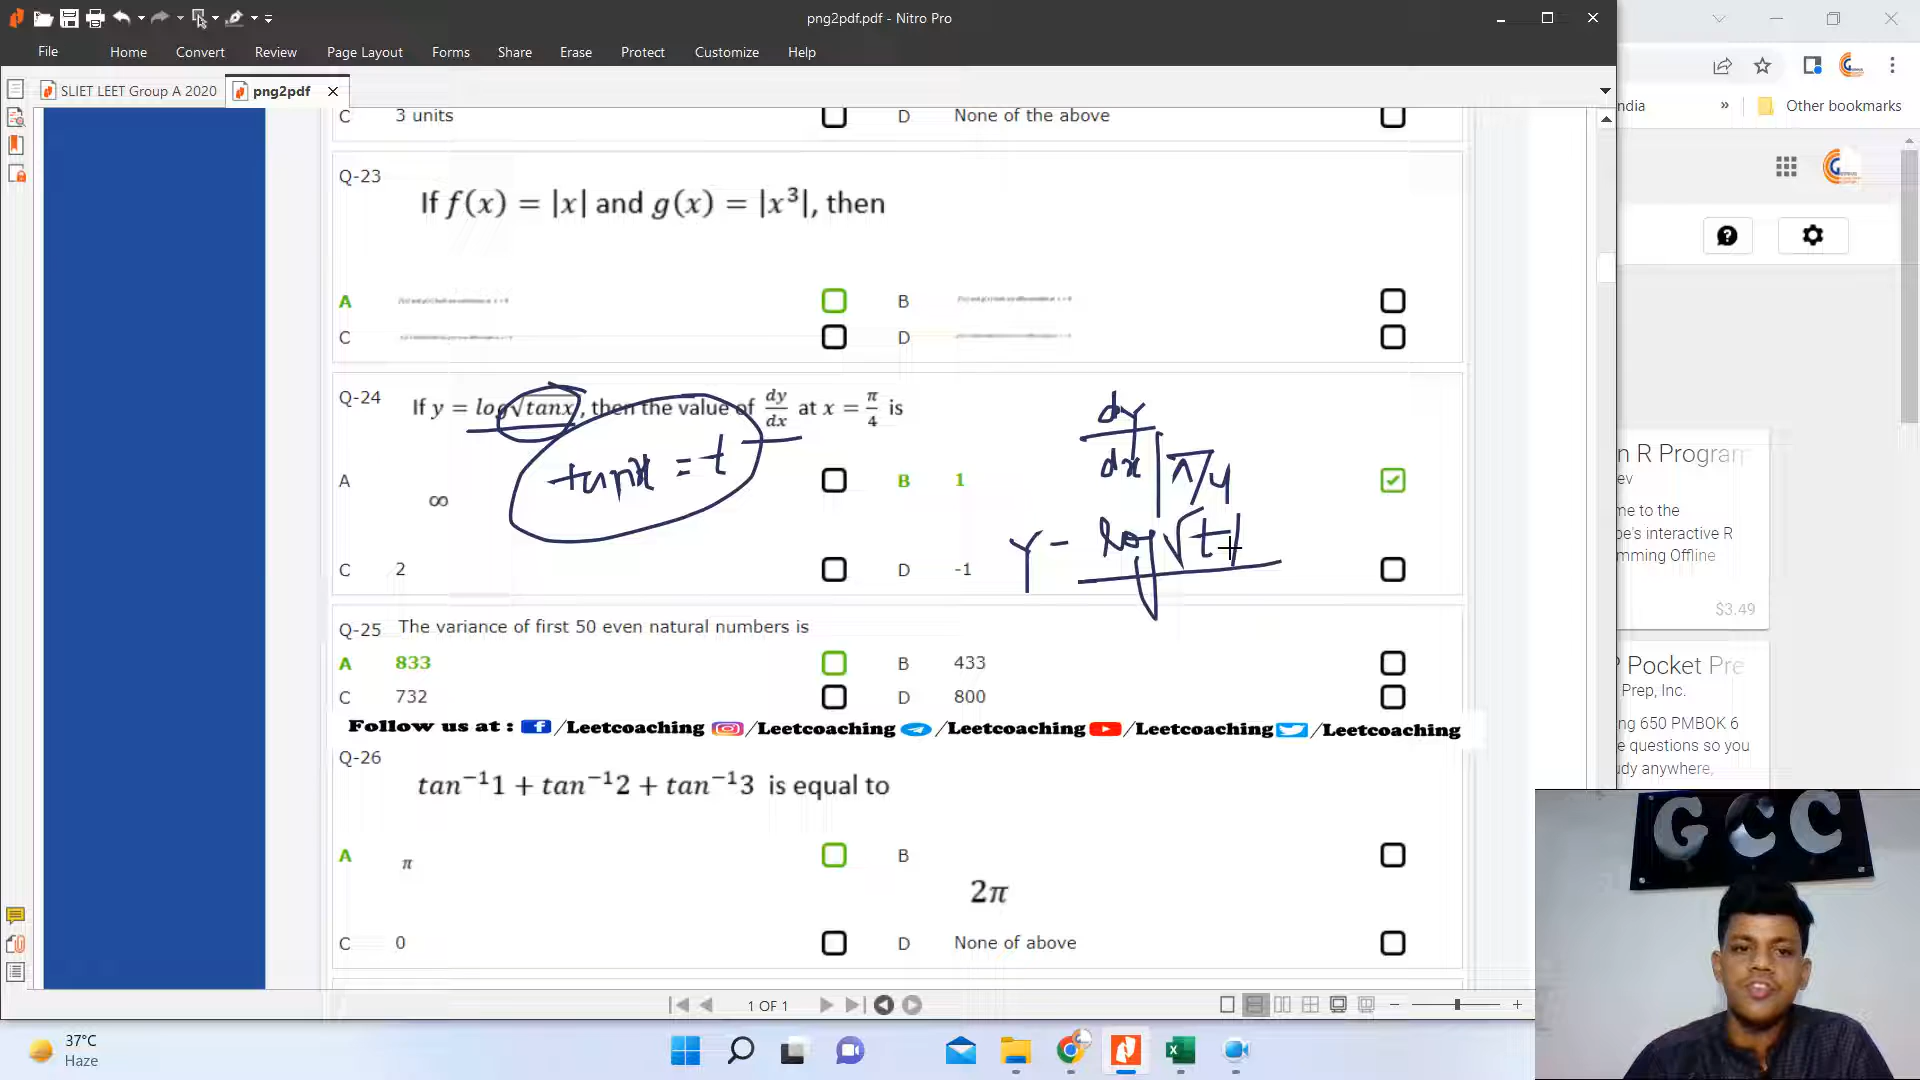 png2pdf.pdf - Nitro Pro
File Home Convert Review Page Layout Forms Share Erase Protect Customize Help
SLIET LEET Group A 2020 png2pdf
ndia » Other bookmarks
C 3 units D None of the above
Q-23
If f(x) = |x| and g(x) = |x³|, then
A B
C D
Q-24 If y = log√tanx, then the value of dy/dx at x = π/4 is
tanx = t
dy/dx | π/4
y = log √t
A ∞ B 1
C 2 D -1
Q-25 The variance of first 50 even natural numbers is
A 833 B 433
C 732 D 800
Follow us at : /Leetcoaching /Leetcoaching /Leetcoaching /Leetcoaching /Leetcoaching
Q-26
tan⁻¹1 + tan⁻¹2 + tan⁻¹3 is equal to
A π B 2π
C 0 D None of above
1 OF 1
n R Program
ev
me to the
pe's interactive R
mming Offline
$3.49
P Pocket Pre
Prep, Inc.
ng 650 PMBOK 6
e questions so you
udy anywhere,
GCC
37°C
Haze